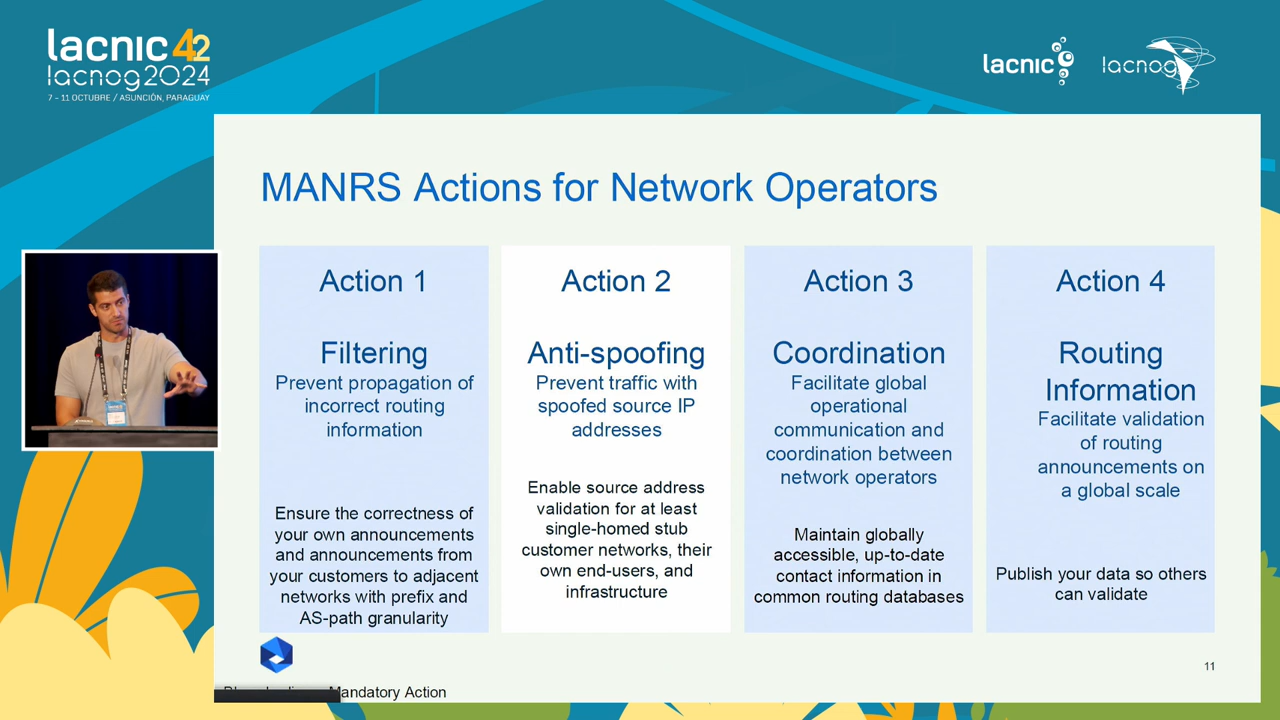 lacnic 42
lacnog 2024
7 - 11 OCTUBRE / ASUNCIÓN, PARAGUAY
lacnic
lacnog
MANRS Actions for Network Operators
Action 1
Filtering
Prevent propagation of
incorrect routing
information
Ensure the correctness of
your own announcements
and announcements from
your customers to adjacent
networks with prefix and
AS-path granularity
Action 2
Anti-spoofing
Prevent traffic with
spoofed source IP
addresses
Enable source address
validation for at least
single-homed stub
customer networks, their
own end-users, and
infrastructure
Action 3
Coordination
Facilitate global
operational
communication and
coordination between
network operators
Maintain globally
accessible, up-to-date
contact information in
common routing databases
Action 4
Routing
Information
Facilitate validation
of routing
announcements on
a global scale
Publish your data so others
can validate
11
Mandatory Action